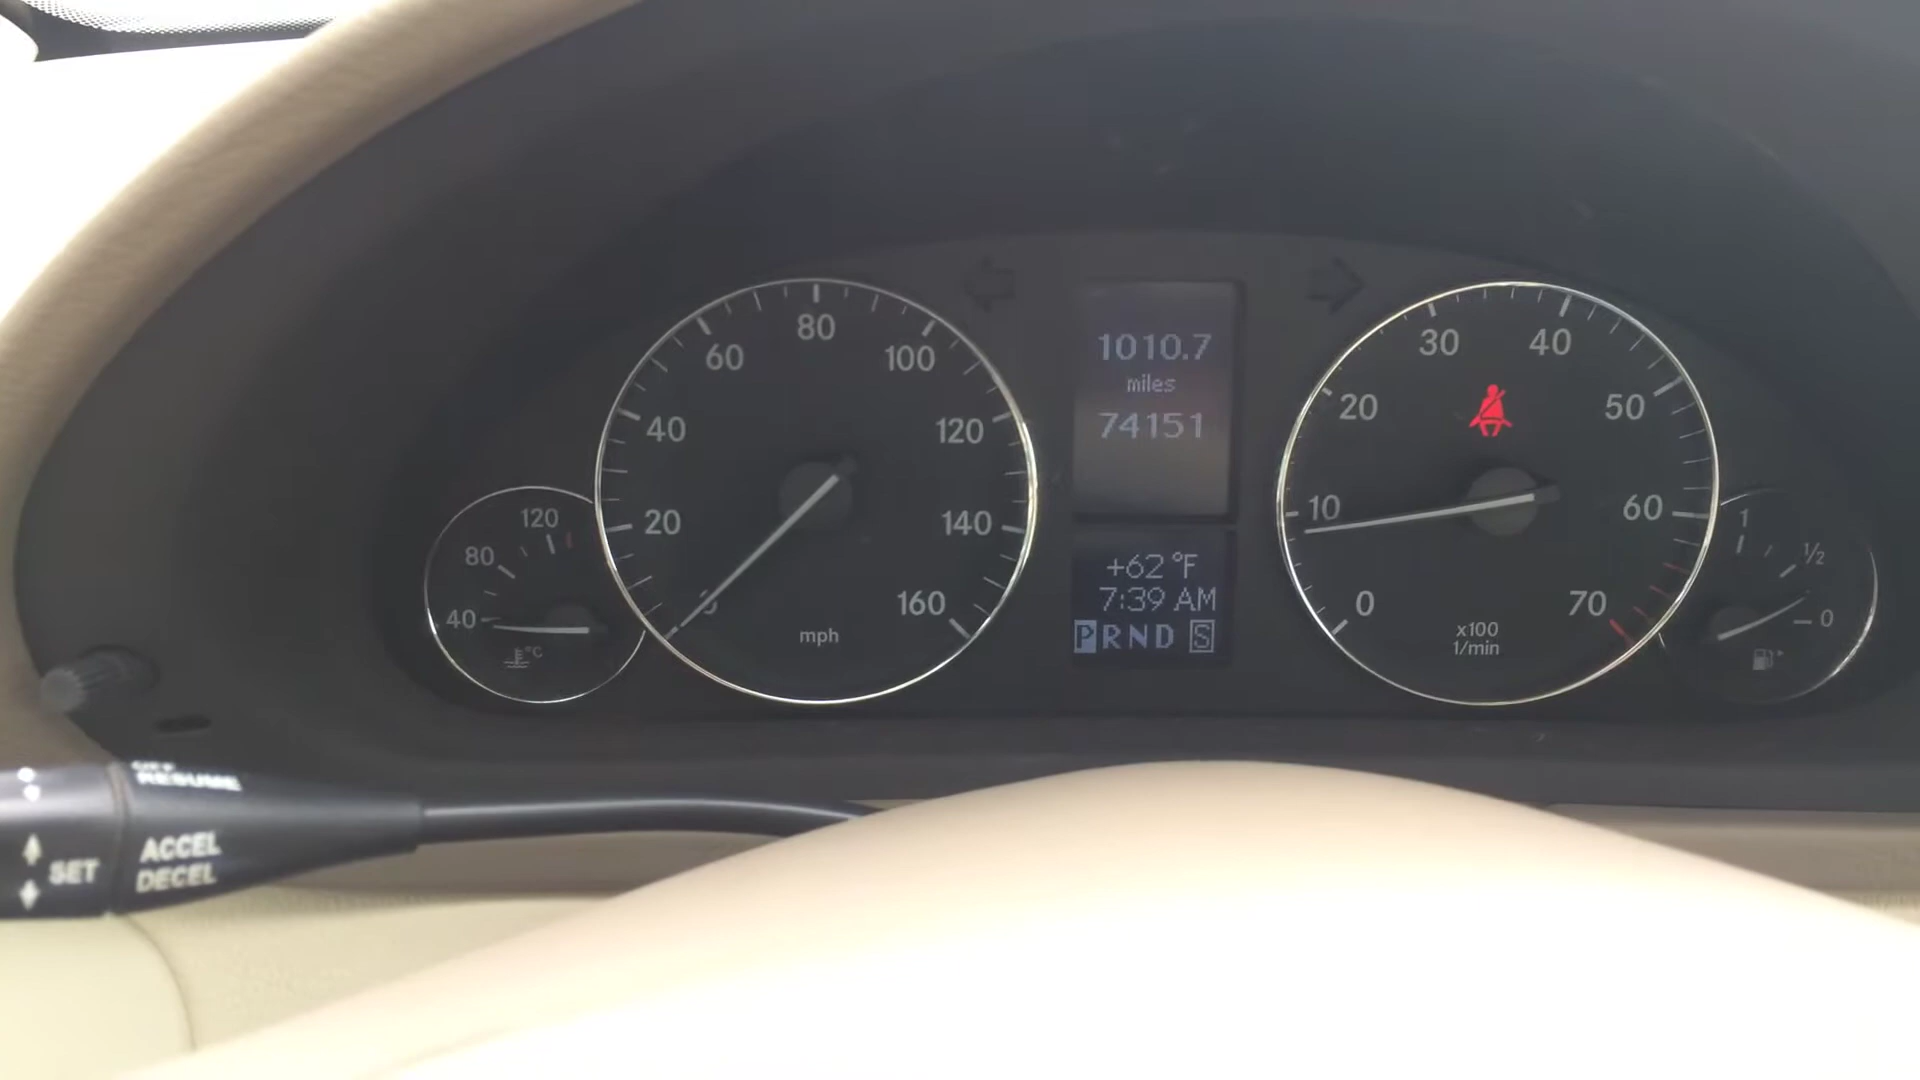 120
80
40
°C
80
60
100
40
120
20
140
0
160
mph
1010.7
miles
74151
+62 °F
7:39 AM
PRND S
30
40
20
50
10
60
0
70
x100
1/min
1
1/2
0
RESUME
ACCEL
SET
DECEL